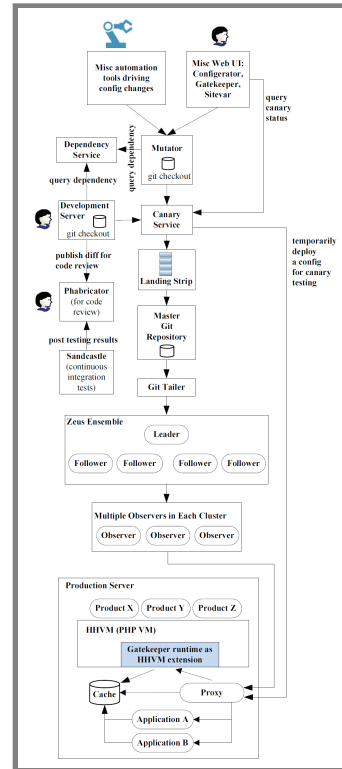 Misc automation
tools driving
config changes
Misc Web UI:
Configerator,
Gatekeeper,
Sitevar
query
canary
status
Dependency
Service
query dependency
Mutator
git checkout
query dependency
Development
Server
git checkout
Canary
Service
publish diff for
code review
temporarily
deploy
a config
for canary
testing
Landing Strip
Phabricator
(for code
review)
Master
Git
Repository
post testing results
Sandcastle
(continuous
integration
tests)
Git Tailer
Zeus Ensemble
Leader
Follower
Follower
Follower
Follower
Multiple Observers in Each Cluster
Observer
Observer
Observer
Production Server
Product X
Product Y
Product Z
HHVM (PHP VM)
Gatekeeper runtime as
HHVM extension
Cache
Proxy
Application A
Application B